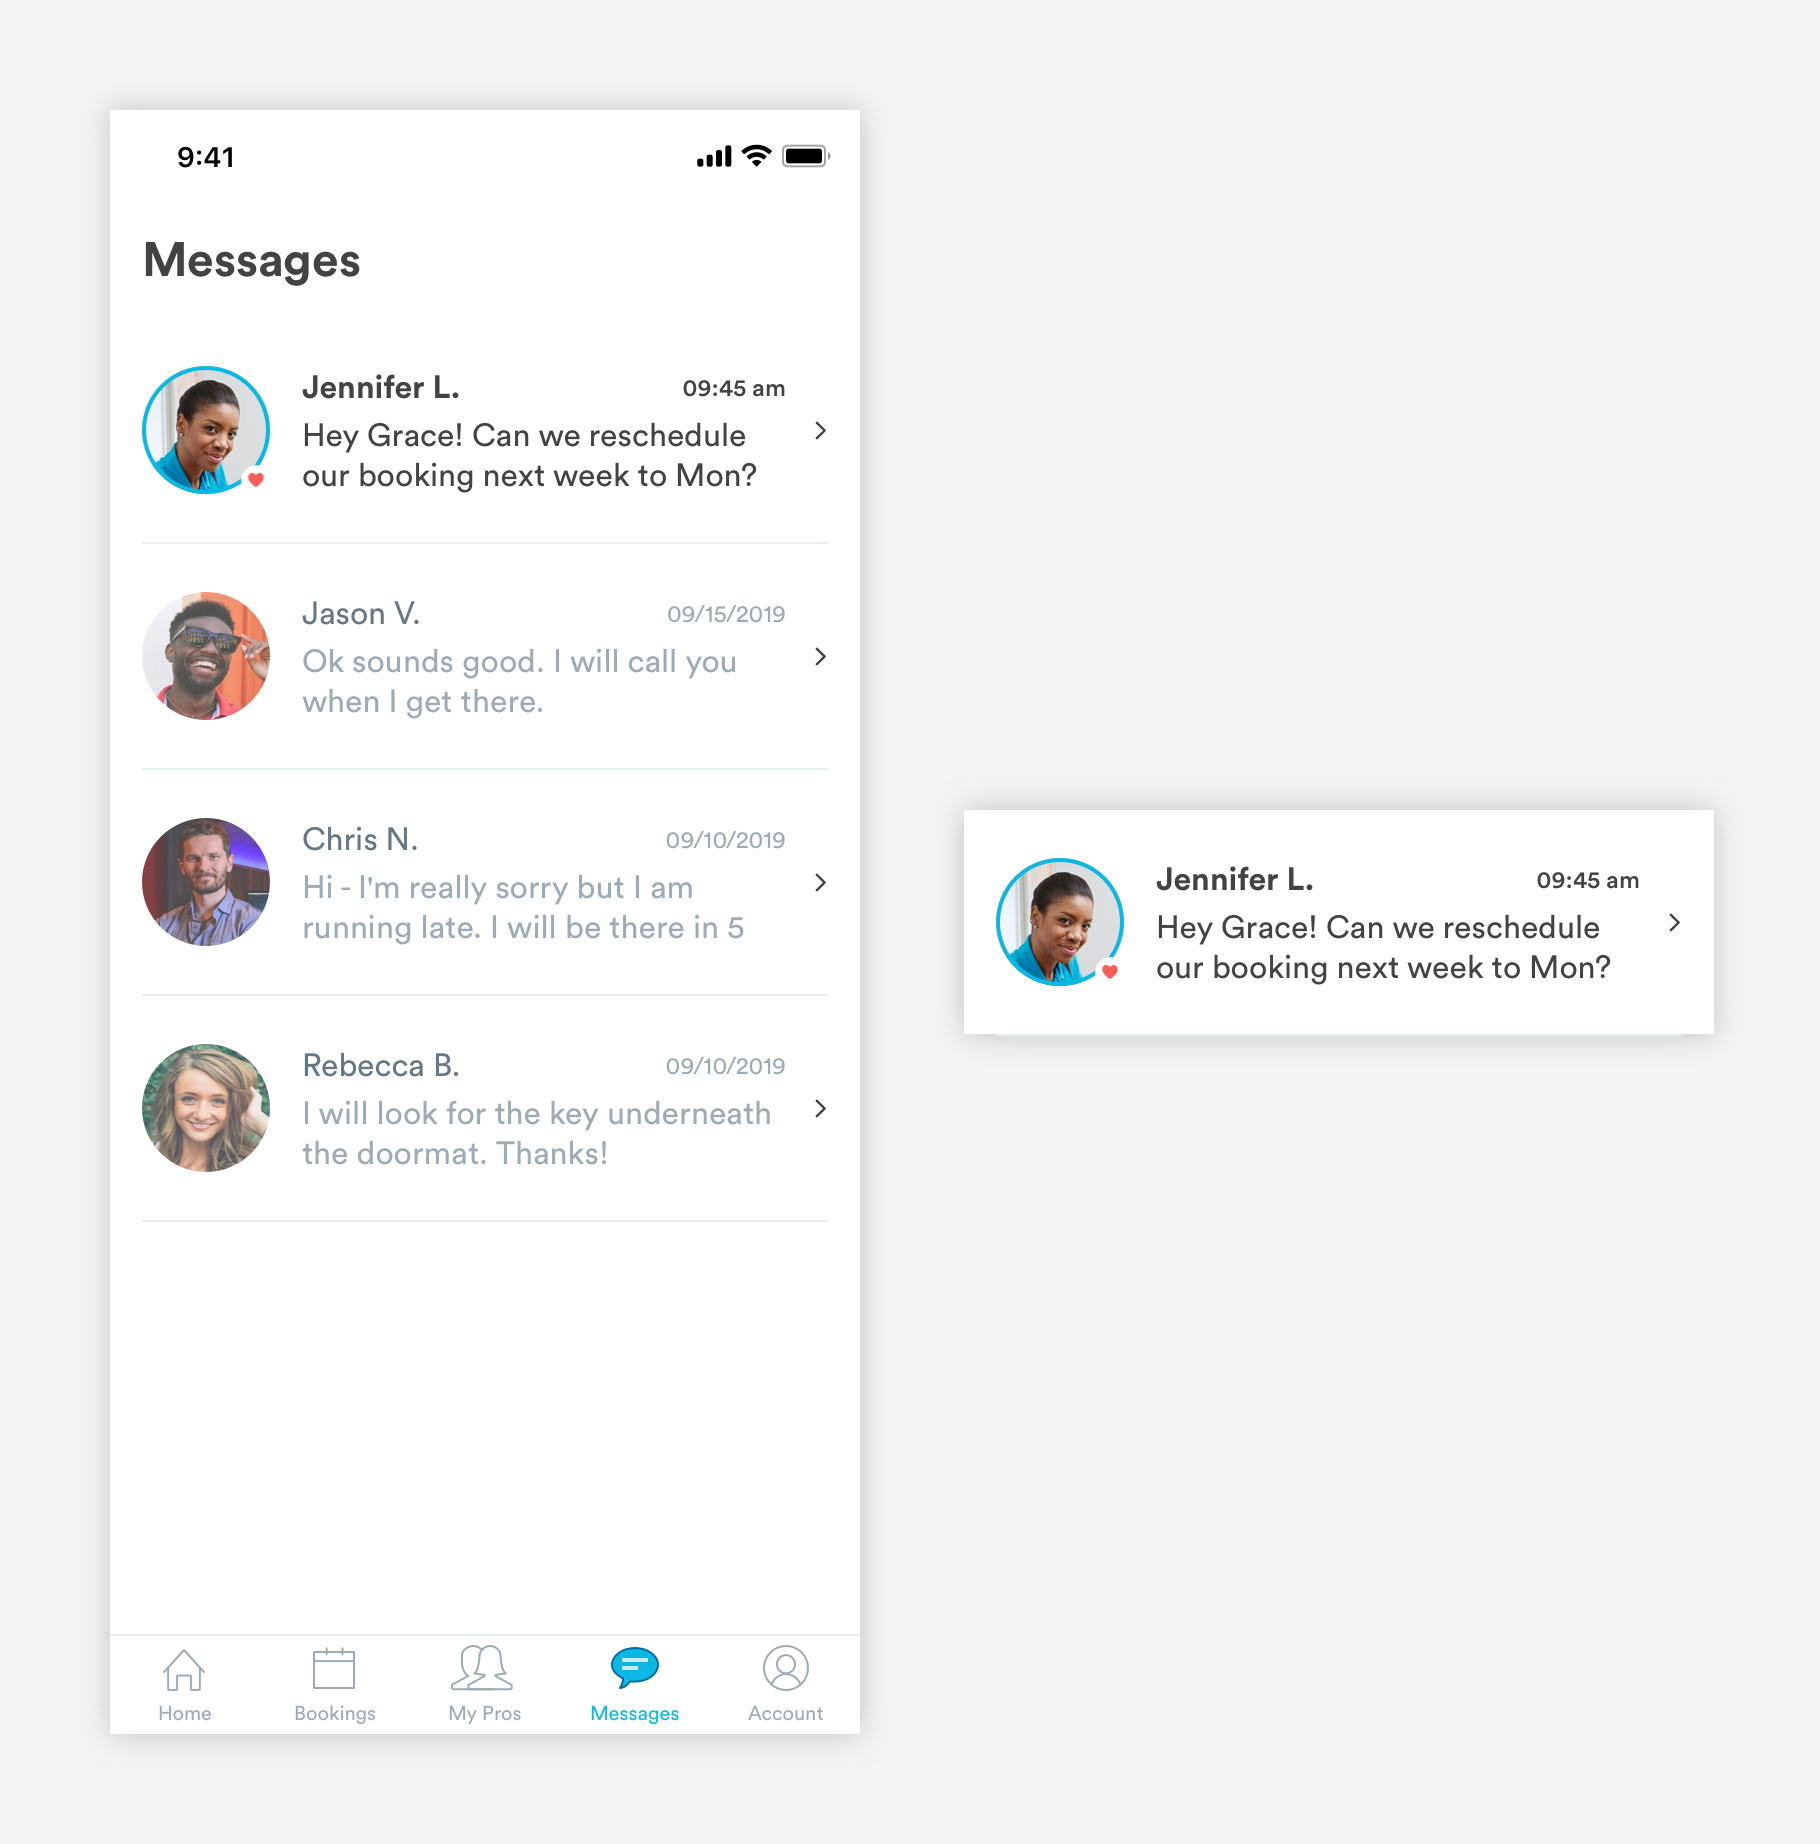 9:41
Messages
Jennifer L.
09:45 am
Hey Grace! Can we reschedule
our booking next week to Mon?
Jason V.
09/15/2019
Ok sounds good. I will call you
when I get there.
Chris N.
09/10/2019
Hi - I'm really sorry but I am
running late. I will be there in 5
Rebecca B.
09/10/2019
I will look for the key underneath
the doormat. Thanks!
Home
Bookings
My Pros
Messages
Account
Jennifer L.
09:45 am
Hey Grace! Can we reschedule
our booking next week to Mon?